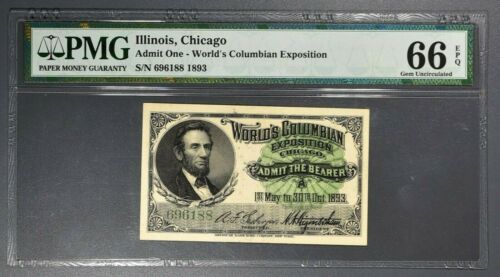 PMG
PAPER MONEY GUARANTY
Illinois, Chicago
Admit One - World's Columbian Exposition
S/N 696188 1893
66 EPQ
Gem Uncirculated
WORLD'S COLUMBIAN
EXPOSITION
CHICAGO.
ADMIT THE BEARER
A
1ST May to 30TH Oct. 1893.
696188
PRESIDENT.